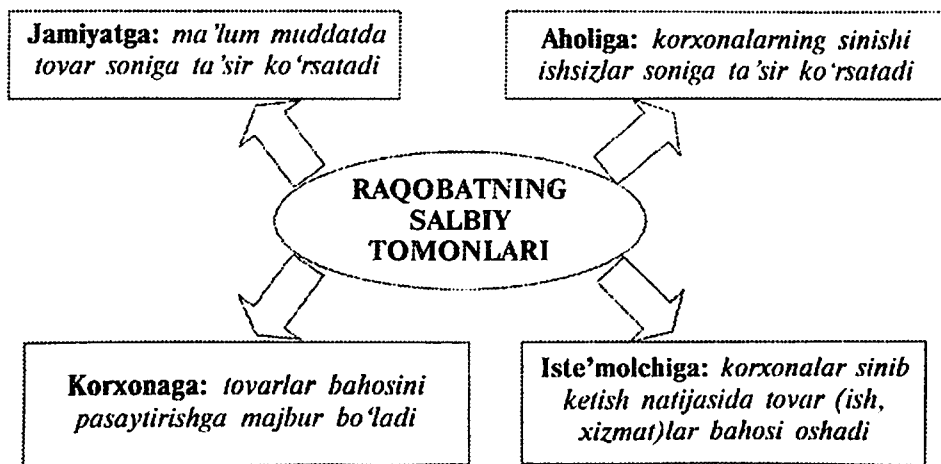 Jamiyatga: ma'lum muddatda
tovar soniga ta'sir ko‘rsatadi
Aholiga: korxonalarning sinishi
ishsizlar soniga ta'sir ko‘rsatadi
RAQOBATNING
SALBIY
TOMONLARI
Korxonaga: tovarlar bahosini
pasaytirishga majbur bo‘ladi
Iste’molchiga: korxonalar sinib
ketish natijasida tovar (ish,
xizmat)lar bahosi oshadi